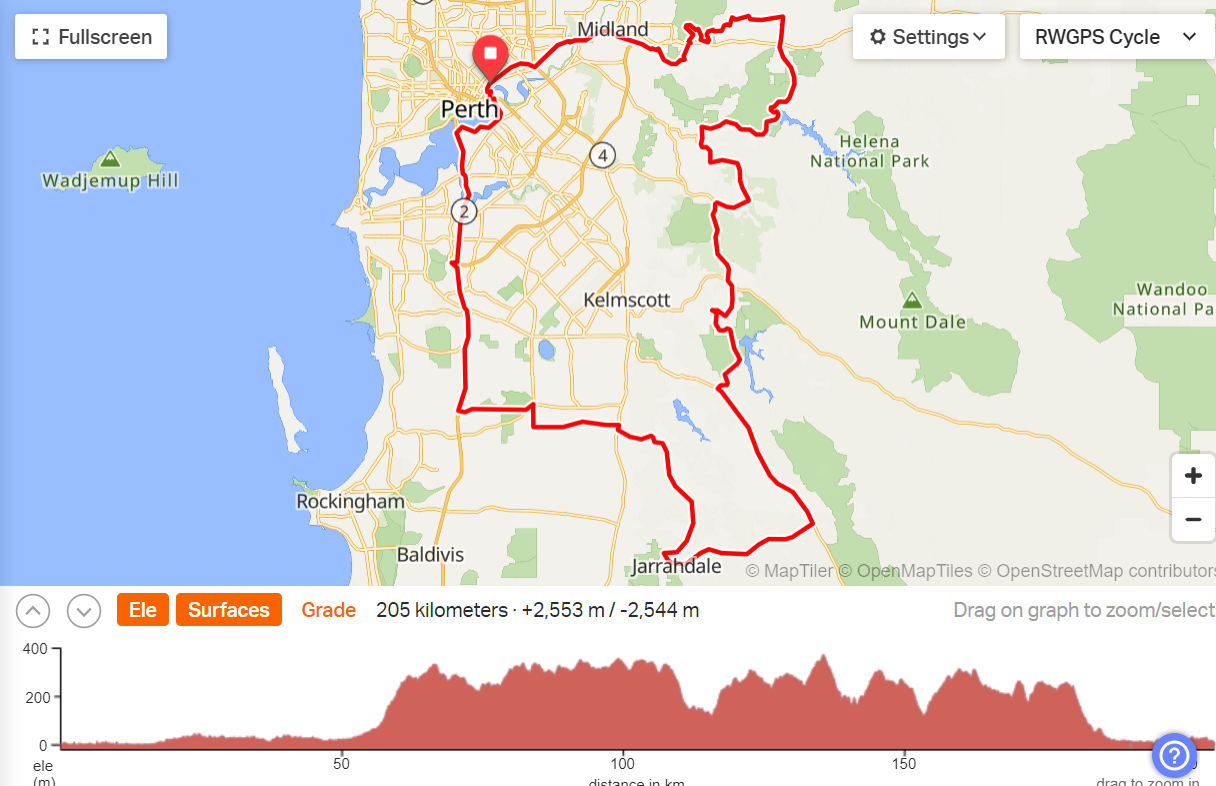 Fullscreen
Midland
Settings
RWGPS Cycle
Perth
4
Helena
National Park
Wadjemup Hill
2
Kelmscott
Wandoo
National Pa
Mount Dale
+
−
Rockingham
Baldivis
Jarrahdale
© MapTiler © OpenMapTiles © OpenStreetMap contributors
Ele
Surfaces
Grade
205 kilometers · +2,553 m / -2,544 m
Drag on graph to zoom/select
400
200
0
ele
(m)
50
100
150
?
distance in km
drag to zoom in